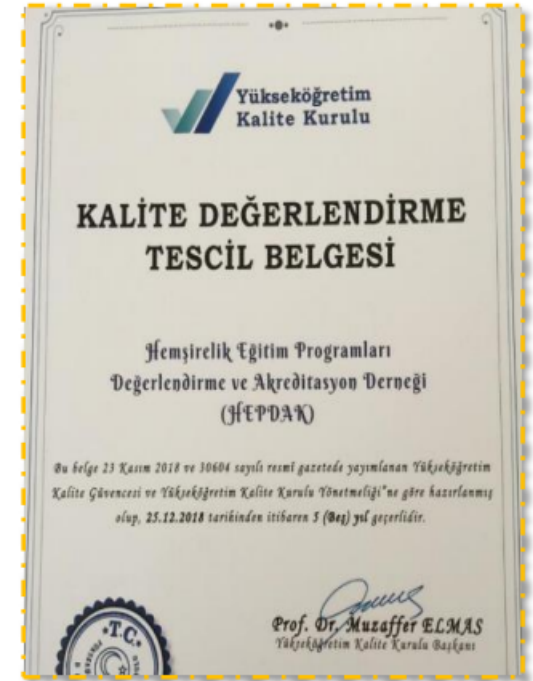 Yükseköğretim
Kalite Kurulu
KALİTE DEĞERLENDİRME
TESCİL BELGESİ
Hemşirelik Eğitim Programları
Değerlendirme ve Akreditasyon Derneği
(HEPDAK)
Bu belge 23 Kasım 2018 ve 30604 sayılı resmî gazetede yayımlanan Yükseköğretim
Kalite Güvencesi ve Yükseköğretim Kalite Kurulu Yönetmeliği"ne göre hazırlanmış
olup, 25.12.2018 tarihinden itibaren 5 (Beş) yıl geçerlidir.
Prof. Dr. Muzaffer ELMAS
Yükseköğretim Kalite Kurulu Başkanı
T.C.